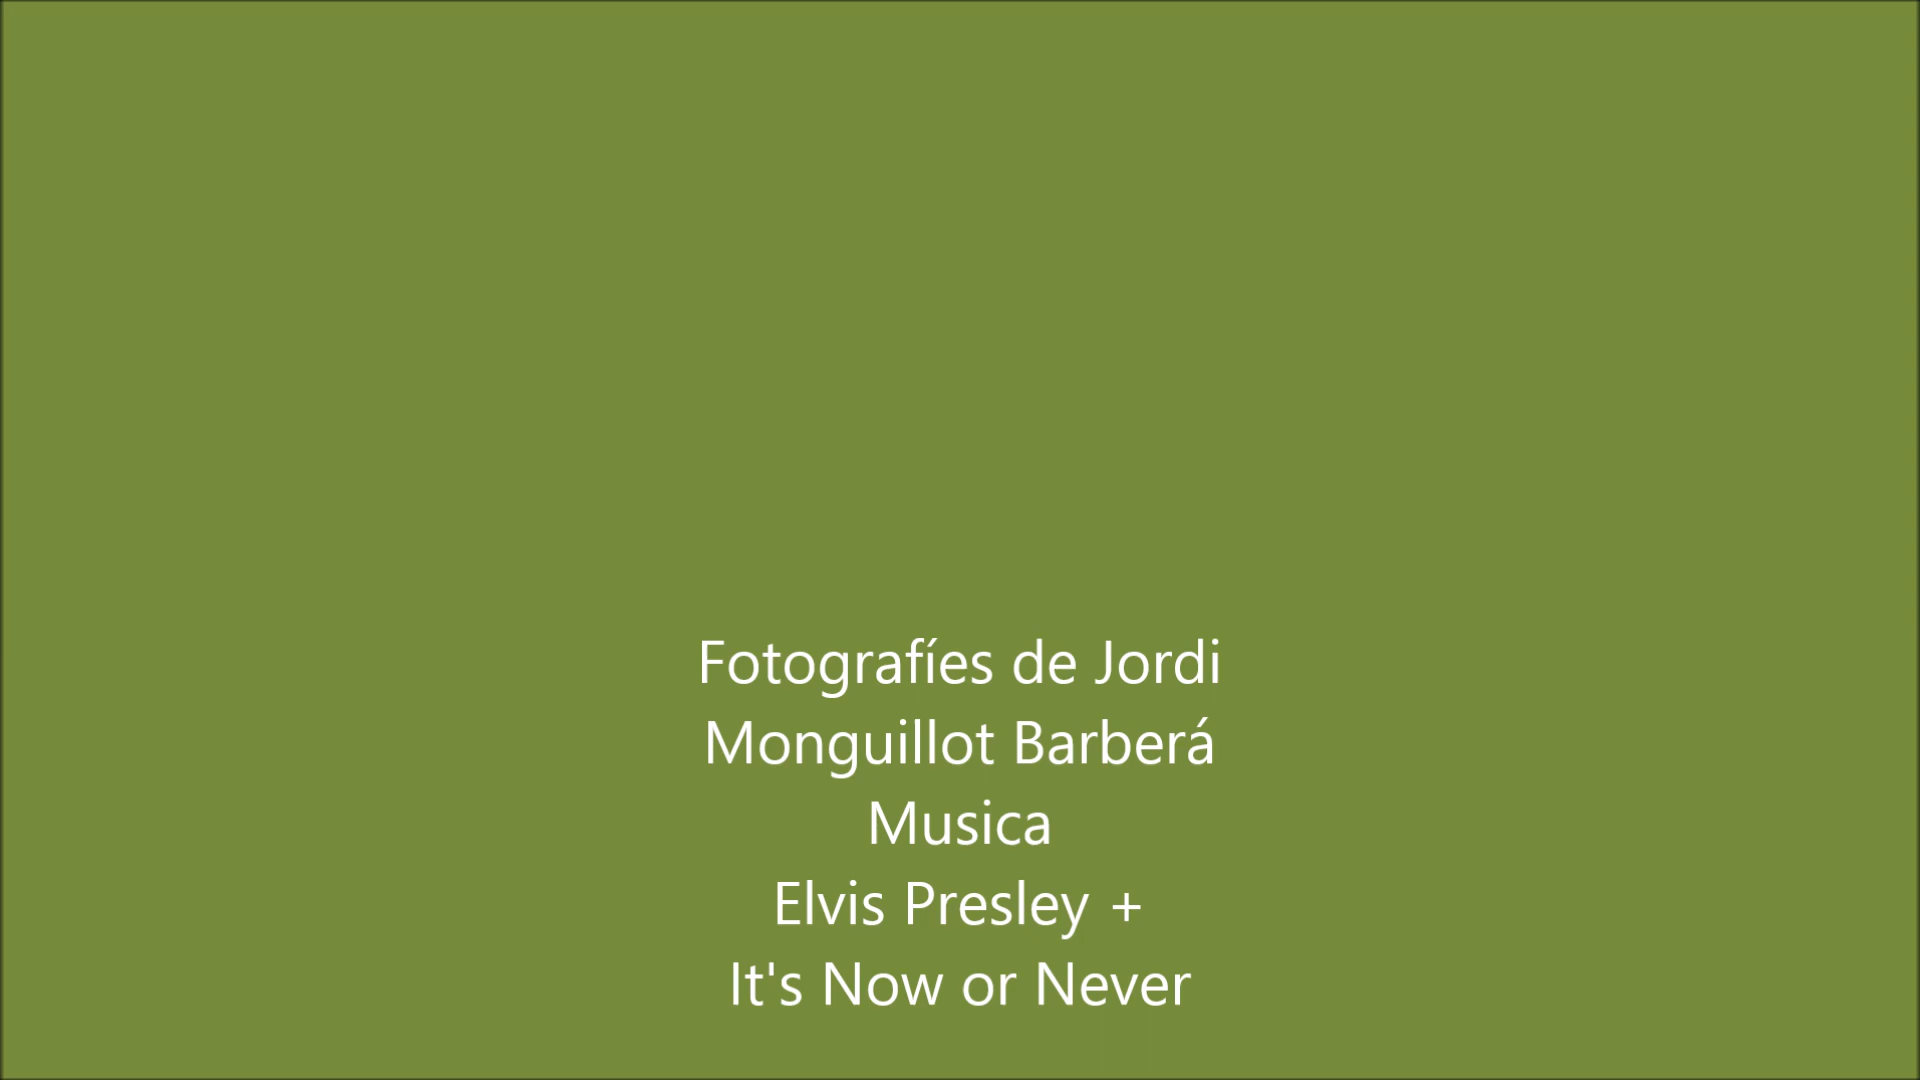 Fotografíes de Jordi
Monguillot Barberá
Musica
Elvis Presley +
It's Now or Never